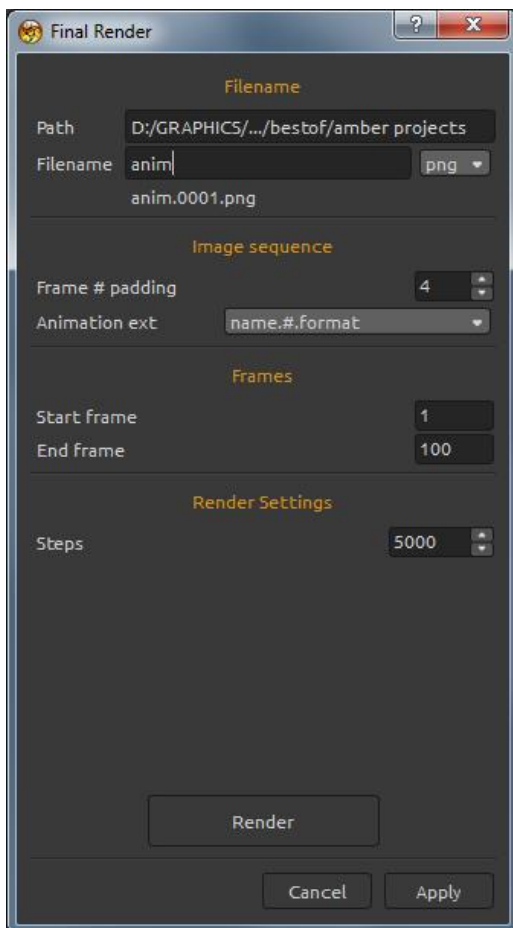 Final Render
?
X
Filename
Path D:/GRAPHICS/.../bestof/amber projects
Filename anim png
anim.0001.png
Image sequence
Frame # padding 4
Animation ext name.#.format
Frames
Start frame 1
End frame 100
Render Settings
Steps 5000
Render
Cancel Apply